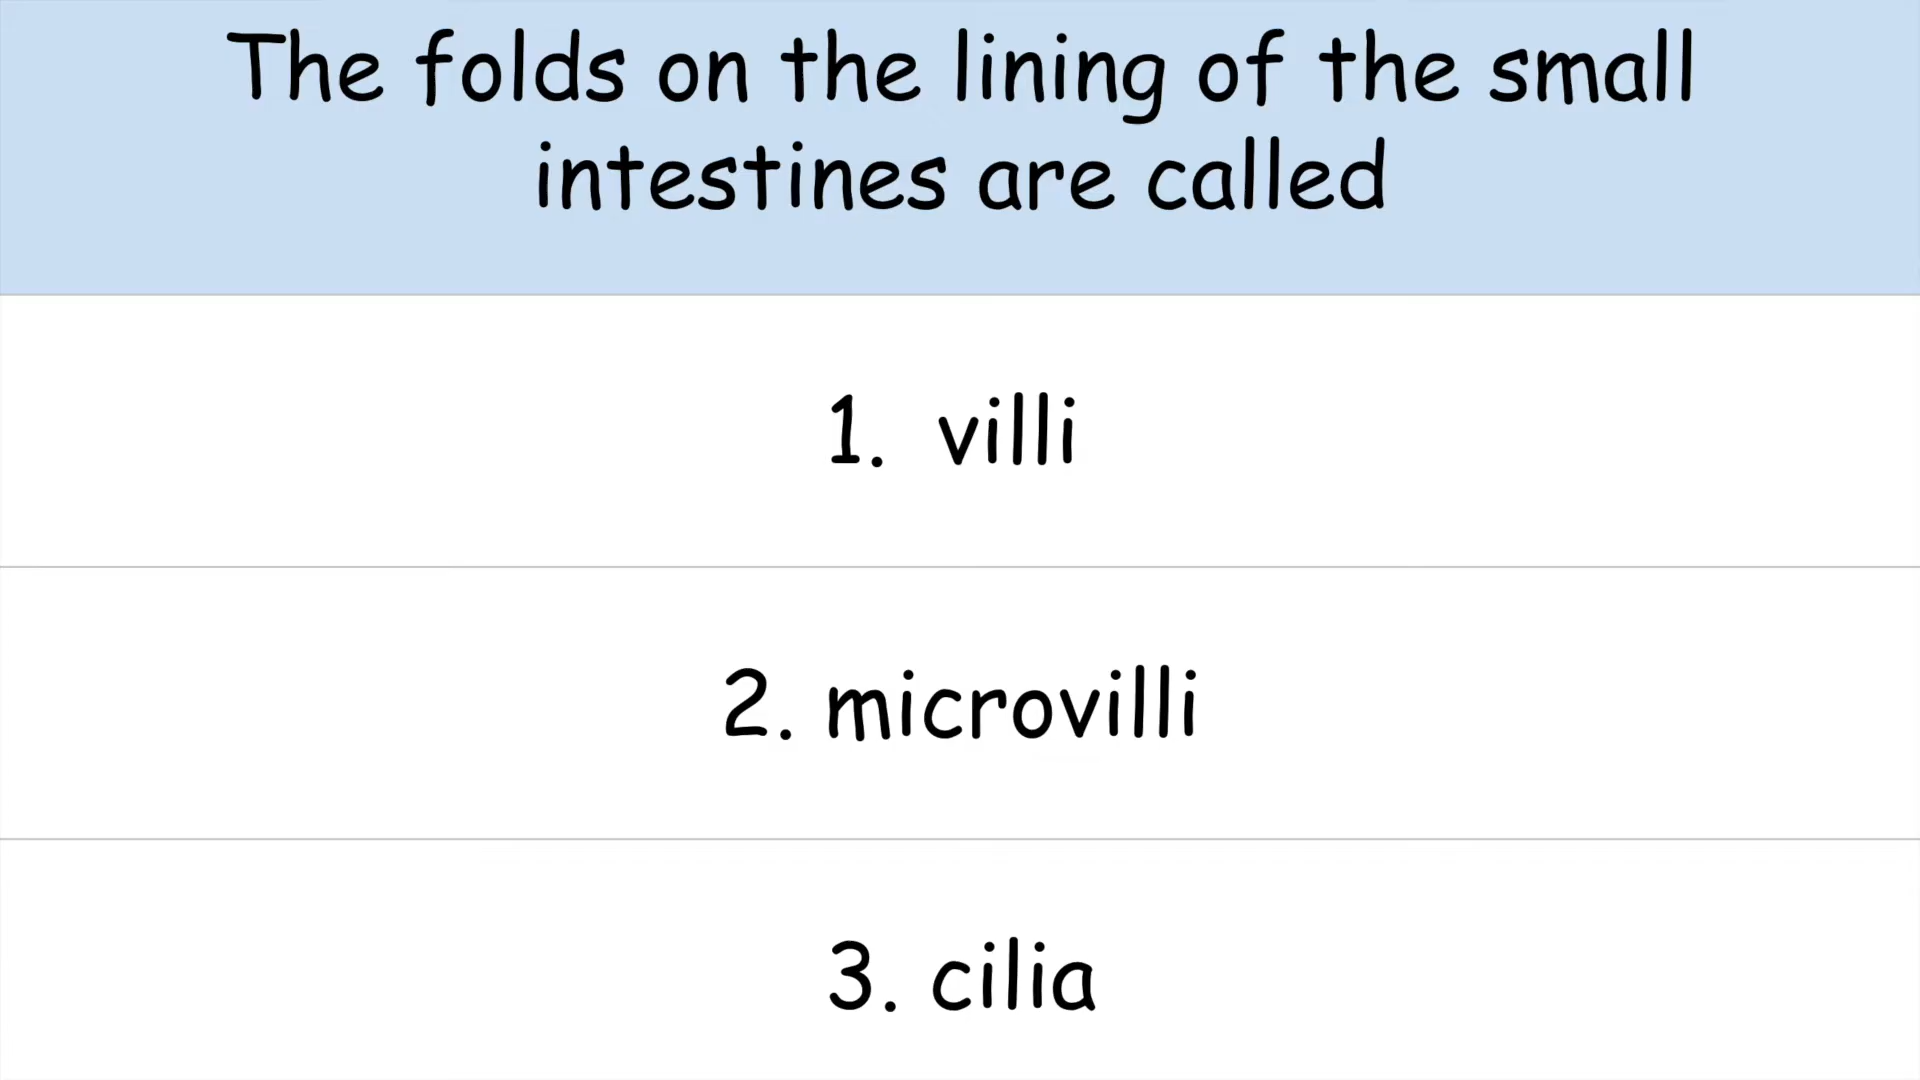 The folds on the lining of the small
intestines are called
1. villi
2. microvilli
3. cilia